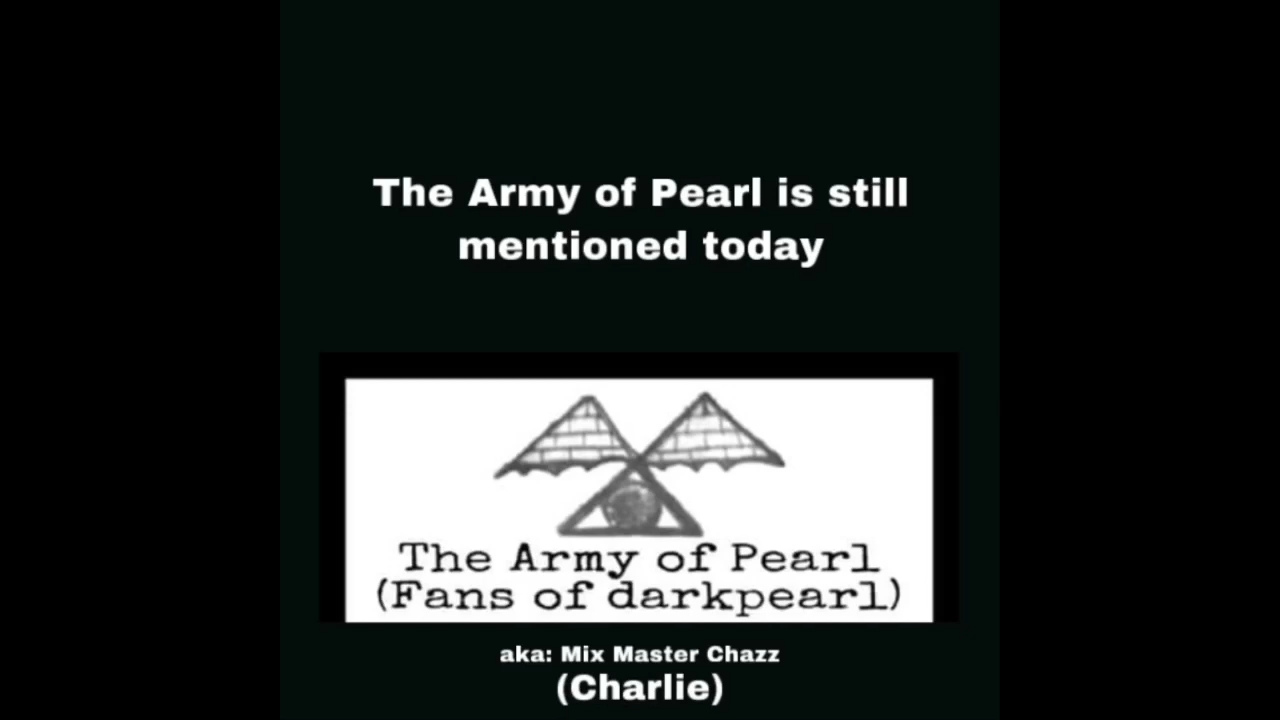 The Army of Pearl is still
mentioned today
The Army of Pearl
(Fans of darkpearl)
aka: Mix Master Chazz
(Charlie)